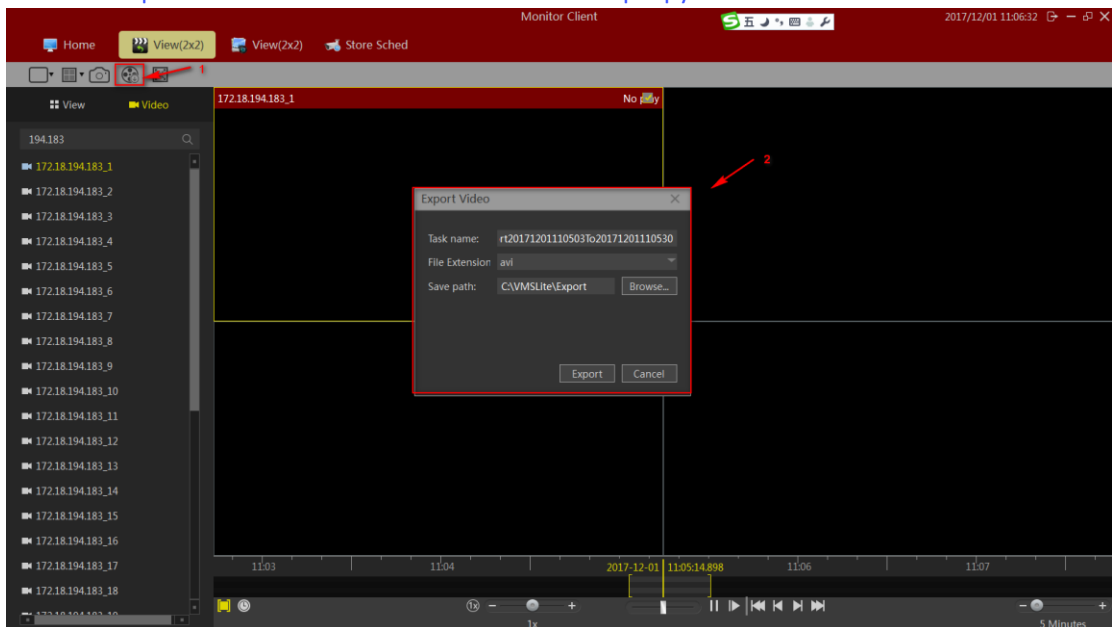 Monitor Client
五
2017/12/01 11:06:32
Home
View(2x2)
View(2x2)
Store Sched
1
View
Video
172.18.194.183_1
No play
194.183
172.18.194.183_1
172.18.194.183_2
172.18.194.183_3
172.18.194.183_4
172.18.194.183_5
172.18.194.183_6
172.18.194.183_7
172.18.194.183_8
172.18.194.183_9
172.18.194.183_10
172.18.194.183_11
172.18.194.183_12
172.18.194.183_13
172.18.194.183_14
172.18.194.183_15
172.18.194.183_16
172.18.194.183_17
172.18.194.183_18
2
Export Video
Task name: rt20171201110503To20171201110530
File Extension avi
Save path: C:\VMSLite\Export Browse...
Export Cancel
11:03 11:04 2017-12-01 11:05:14.898 11:06 11:07
1x
1x
5 Minutes